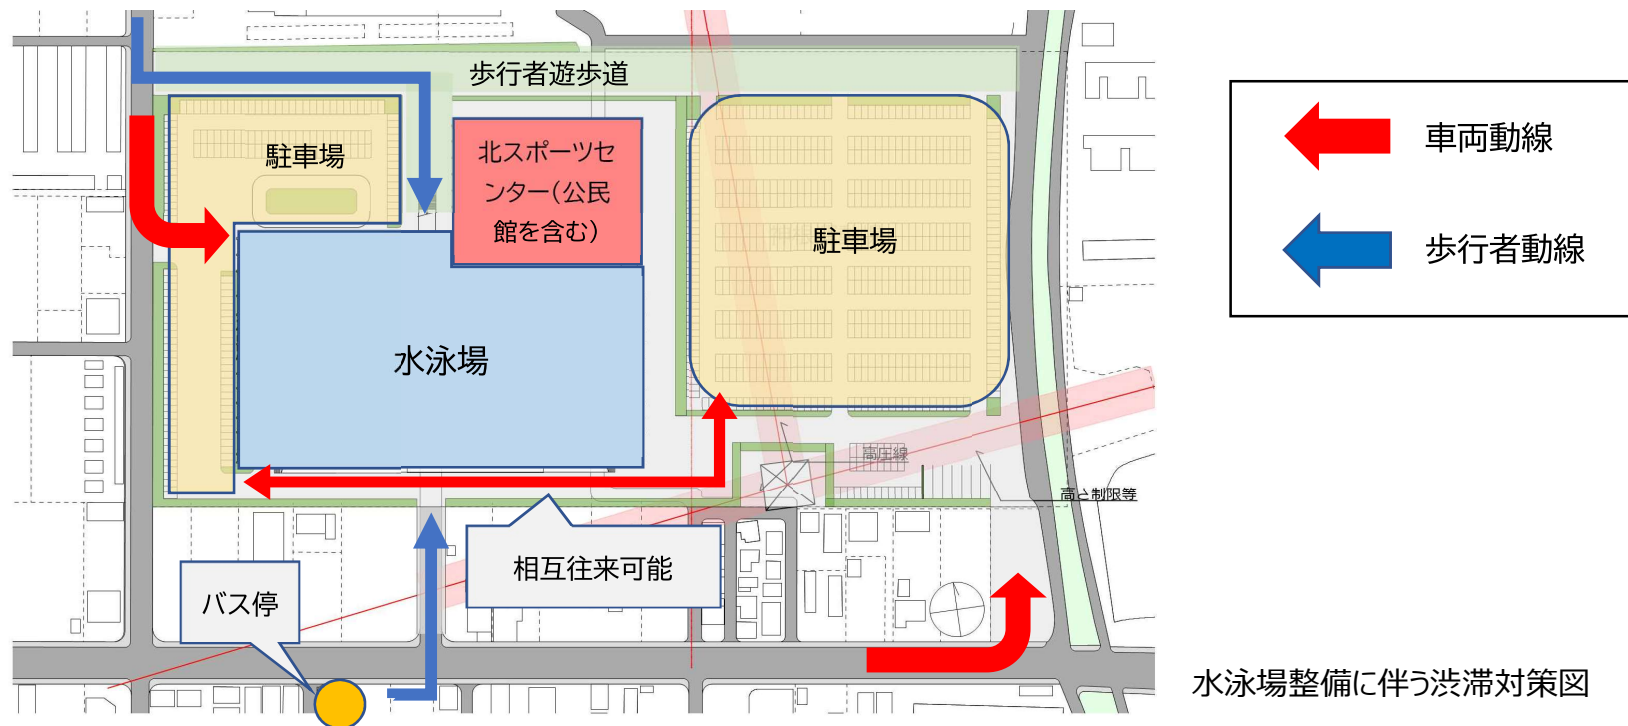 歩行者遊歩道
駐車場
北スポーツセ
ンター(公民
館を含む)
駐車場
水泳場
高圧線
高さ制限等
相互往来可能
バス停
車両動線
歩行者動線
水泳場整備に伴う渋滞対策図